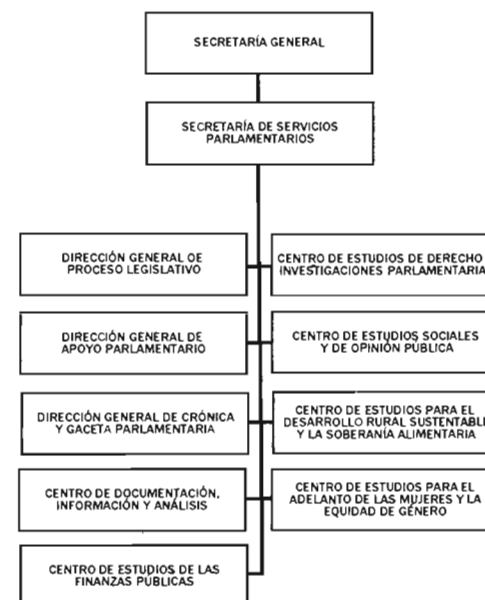 SECRETARÍA GENERAL
SECRETARÍA DE SERVICIOS
PARLAMENTARIOS
DIRECCIÓN GENERAL DE
PROCESO LEGISLATIVO
CENTRO DE ESTUDIOS DE DERECHO
INVESTIGACIONES PARLAMENTARIA
DIRECCIÓN GENERAL DE
APOYO PARLAMENTARIO
CENTRO DE ESTUDIOS SOCIALES
Y DE OPINIÓN PÚBLICA
DIRECCIÓN GENERAL DE CRÓNICA
Y GACETA PARLAMENTARIA
CENTRO DE ESTUDIOS PARA EL
DESARROLLO RURAL SUSTENTABL
Y LA SOBERANÍA ALIMENTARIA
CENTRO DE DOCUMENTACIÓN,
INFORMACIÓN Y ANÁLISIS
CENTRO DE ESTUDIOS PARA EL
ADELANTO DE LAS MUJERES Y LA
EQUIDAD DE GÉNERO
CENTRO DE ESTUDIOS DE LAS
FINANZAS PÚBLICAS